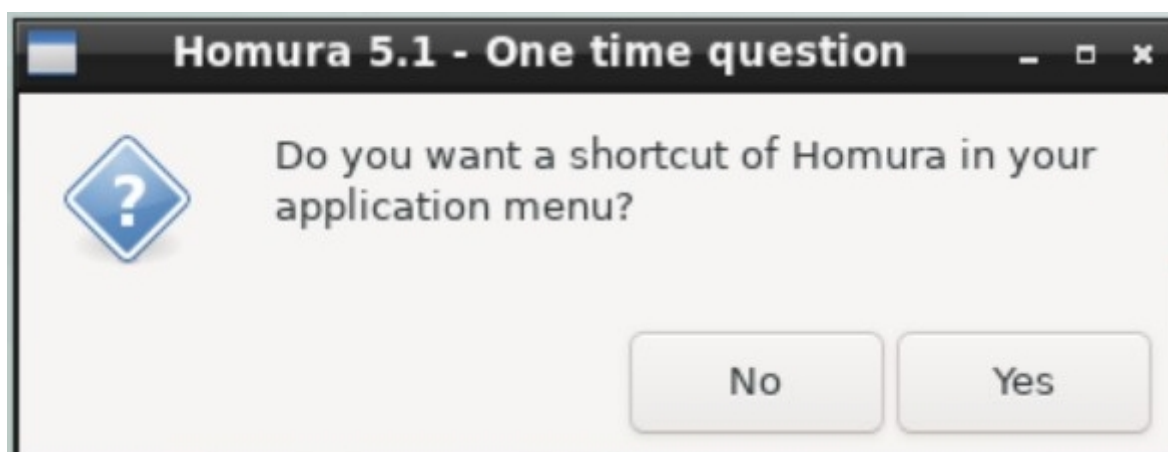 Homura 5.1 - One time question
Do you want a shortcut of Homura in your
application menu?
No Yes